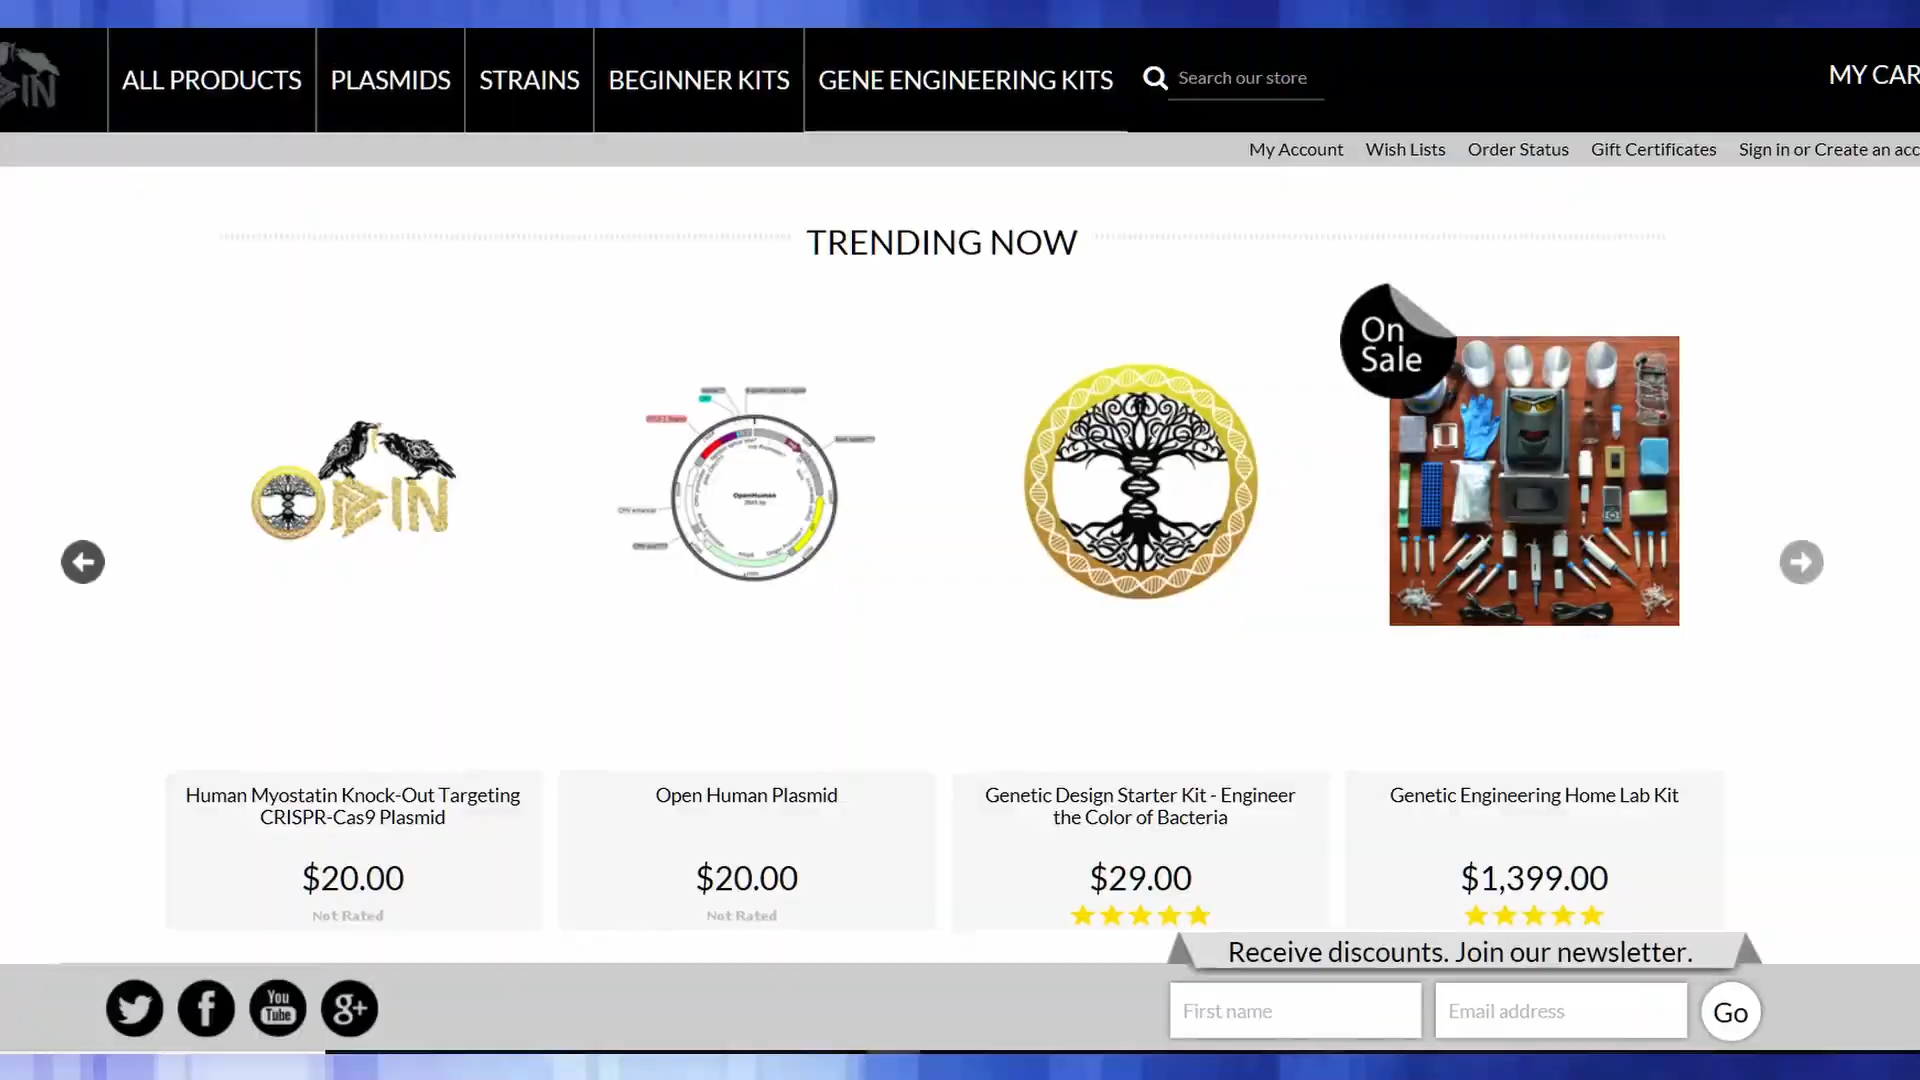 IN
ALL PRODUCTS
PLASMIDS
STRAINS
BEGINNER KITS
GENE ENGINEERING KITS
Search our store
MY CAR
My Account
Wish Lists
Order Status
Gift Certificates
Sign in or Create an acc
TRENDING NOW
On
Sale
ODIN
OpenHuman
Human Myostatin Knock-Out Targeting
CRISPR-Cas9 Plasmid
$20.00
Not Rated
Open Human Plasmid
$20.00
Not Rated
Genetic Design Starter Kit - Engineer
the Color of Bacteria
$29.00
Genetic Engineering Home Lab Kit
$1,399.00
Receive discounts. Join our newsletter.
First name
Email address
Go
You
Tube
g+